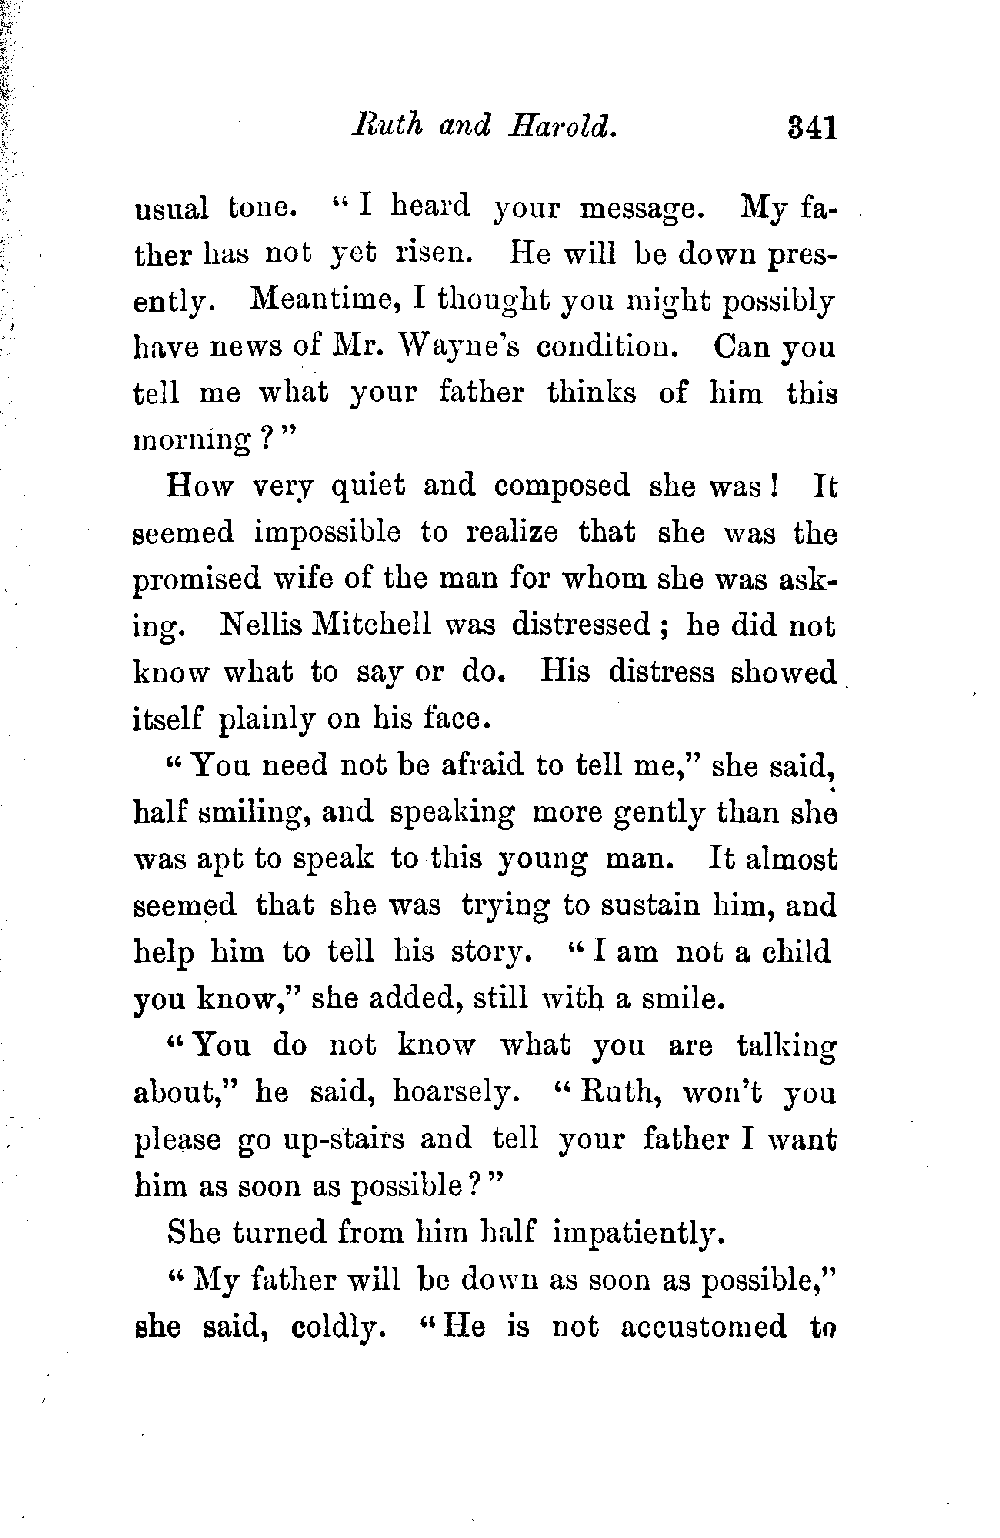 Ruth and Harold. 341
usual tone. “ I heard your message. My fa-
ther has not yet risen. He will be down pres-
ently. Meantime, I thought you might possibly
have news of Mr. Wayne’s condition. Can you
tell me what your father thinks of him this
morning ? ”
How very quiet and composed she was ! It
seemed impossible to realize that she was the
promised wife of the man for whom she was ask-
ing. Nellis Mitchell was distressed ; he did not
know what to say or do. His distress showed
itself plainly on his face.
“ You need not be afraid to tell me,” she said,
half smiling, and speaking more gently than she
was apt to speak to this young man. It almost
seemed that she was trying to sustain him, and
help him to tell his story. “ I am not a child
you know,” she added, still with a smile.
“ You do not know what you are talking
about,” he said, hoarsely. “ Ruth, won’t you
please go up-stairs and tell your father I want
him as soon as possible ? ”
She turned from him half impatiently.
“ My father will be down as soon as possible,”
she said, coldly. “ He is not accustomed to